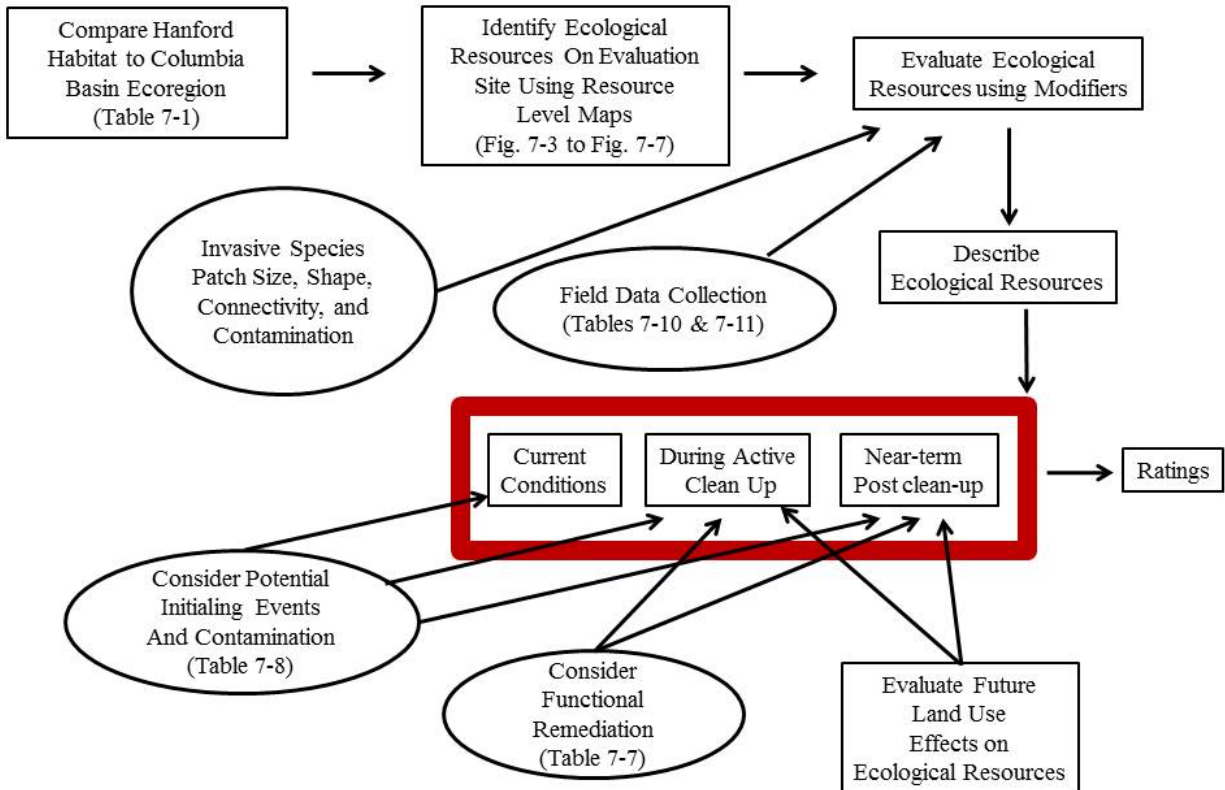 Compare Hanford
Habitat to Columbia
Basin Ecoregion
(Table 7-1)
Identify Ecological
Resources On Evaluation
Site Using Resource
Level Maps
(Fig. 7-3 to Fig. 7-7)
Evaluate Ecological
Resources using Modifiers
Invasive Species
Patch Size, Shape,
Connectivity, and
Contamination
Field Data Collection
(Tables 7-10 & 7-11)
Describe
Ecological Resources
Current
Conditions
During Active
Clean Up
Near-term
Post clean-up
Ratings
Consider Potential
Initialing Events
And Contamination
(Table 7-8)
Consider
Functional
Remediation
(Table 7-7)
Evaluate Future
Land Use
Effects on
Ecological Resources